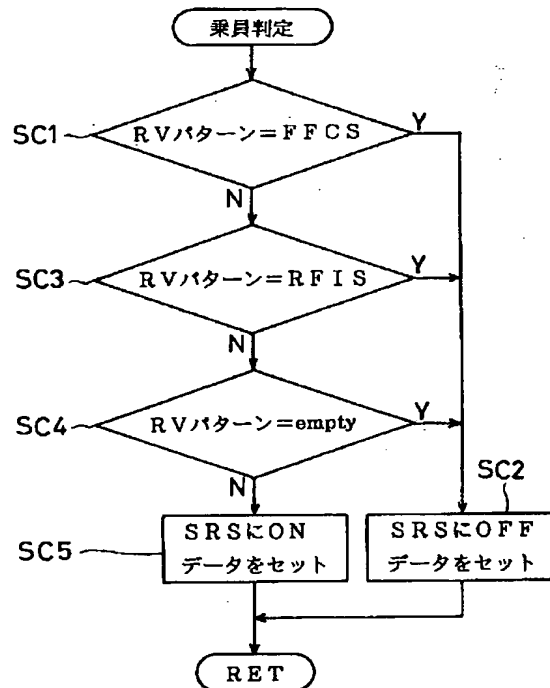 乗員判定
SC1
RVパターン=FFCS
Y
N
SC3
RVパターン=RFIS
Y
N
SC4
RVパターン=empty
Y
N
SC2
SC5
SRSにON
データをセット
SRSにOFF
データをセット
RET